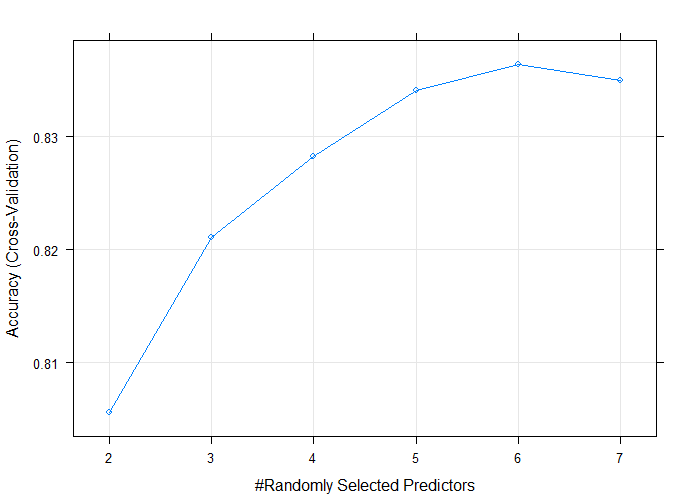 Accuracy (Cross-Validation)
0.83
0.82
0.81
2 3 4 5 6 7
#Randomly Selected Predictors